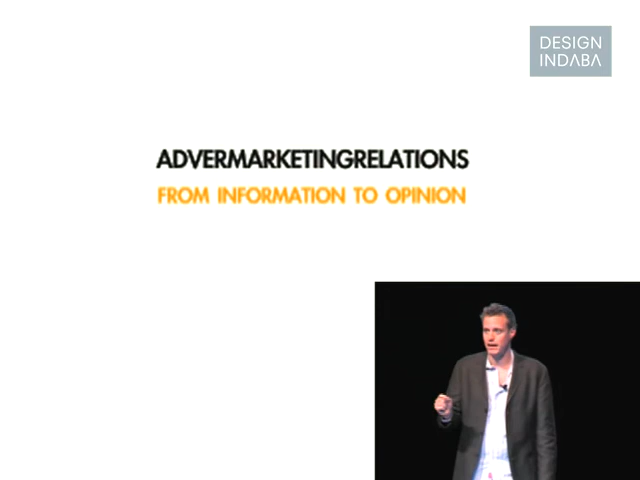 DESIGN
INDABA
ADVERMARKETINGRELATIONS
FROM INFORMATION TO OPINION